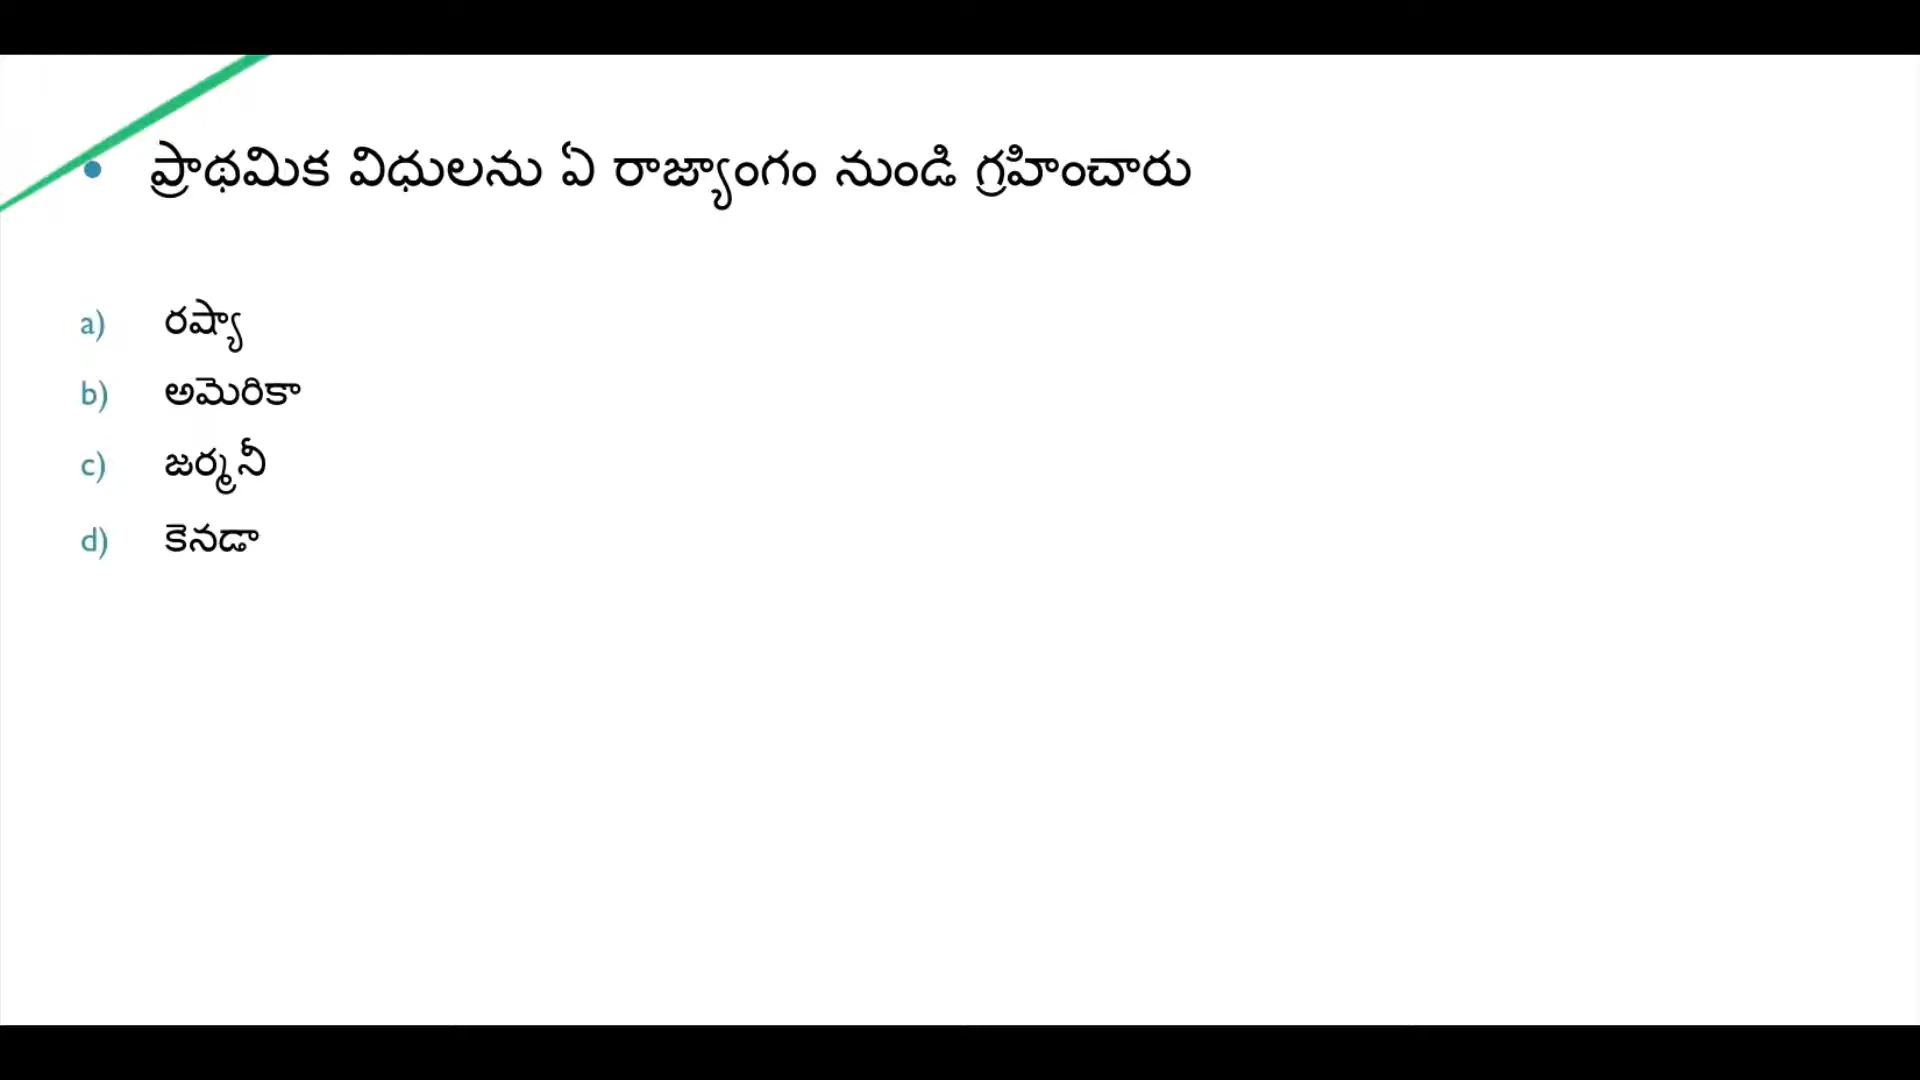 • ప్రాథమిక విధులను ఏ రాజ్యాంగం నుండి గ్రహించారు
a) రష్యా
b) అమెరికా
c) జర్మనీ
d) కెనడా